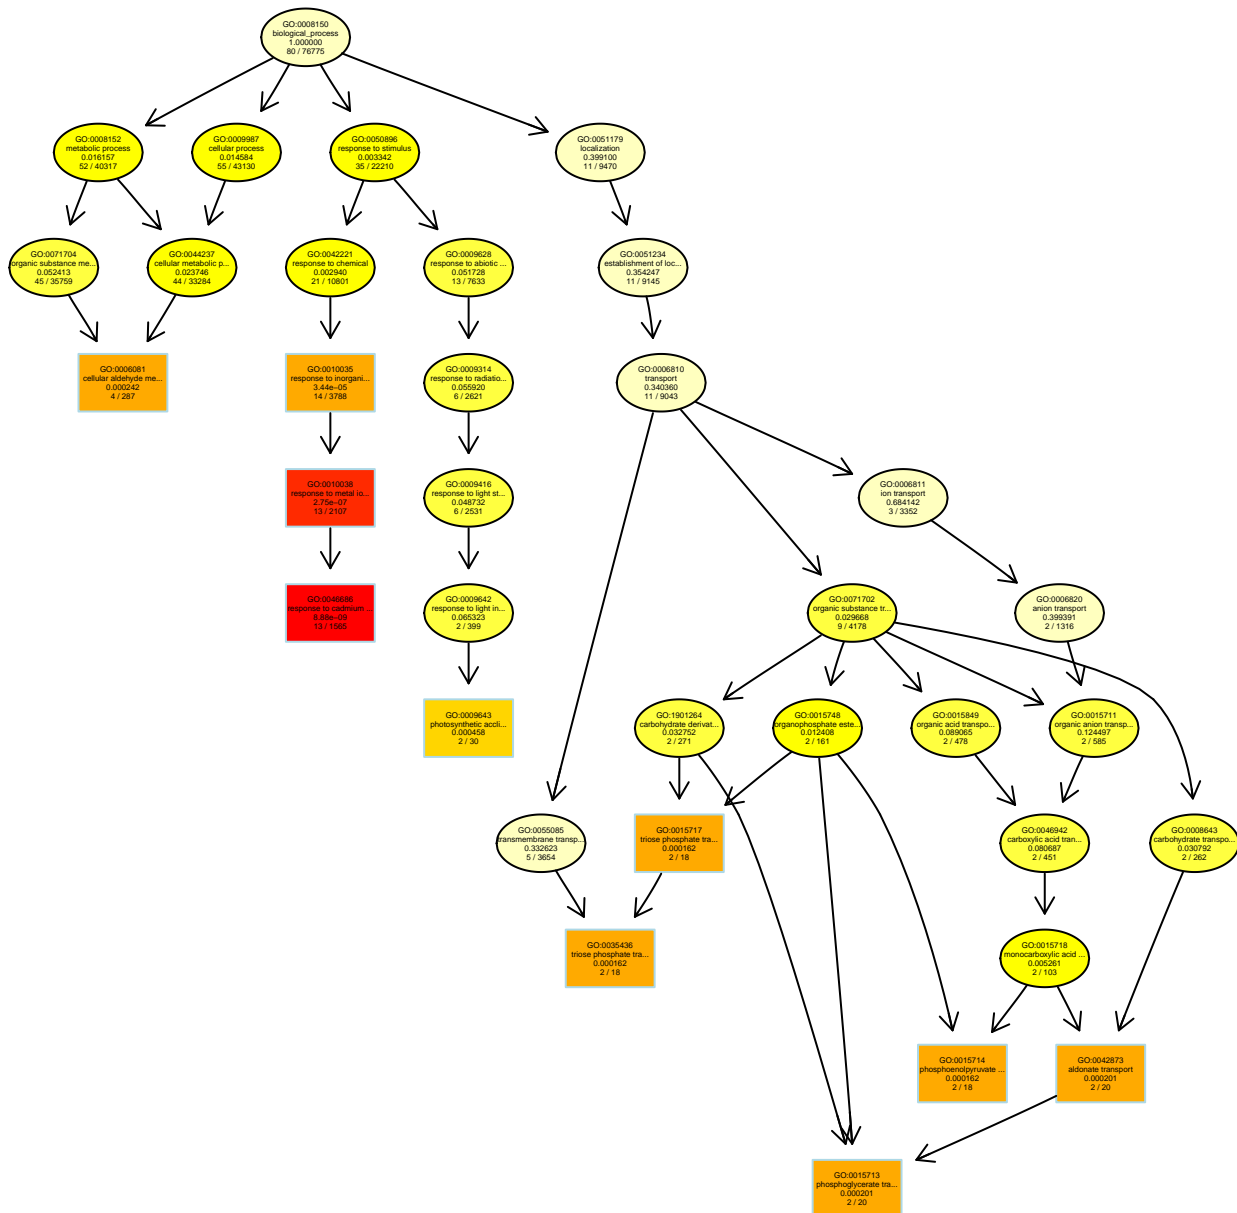 GO:0008150
biological_process
1.000000
80 / 76775
GO:0008152
metabolic process
0.016157
52 / 40317
GO:0009987
cellular process
0.014584
55 / 43130
GO:0050896
response to stimulus
0.003342
35 / 22210
GO:0051179
localization
0.399100
11 / 9470
GO:0071704
organic substance me...
0.052413
45 / 35759
GO:0044237
cellular metabolic p...
0.023746
44 / 33284
GO:0042221
response to chemical
0.002940
21 / 10801
GO:0009628
response to abiotic ...
0.051728
13 / 7633
GO:0051234
establishment of loc...
0.354247
11 / 9145
GO:0006081
cellular aldehyde me...
0.000242
4 / 287
GO:0010035
response to inorgani...
3.44e−05
14 / 3788
GO:0009314
response to radiatio...
0.055920
6 / 2621
GO:0006810
transport
0.340360
11 / 9043
GO:0010038
response to metal io...
2.75e−07
13 / 2107
GO:0009416
response to light st...
0.048732
6 / 2531
GO:0006811
ion transport
0.684142
3 / 3352
GO:0046686
response to cadmium ...
8.88e−09
13 / 1565
GO:0009642
response to light in...
0.065323
2 / 399
GO:0071702
organic substance tr...
0.029668
9 / 4178
GO:0006820
anion transport
0.399391
2 / 1316
GO:0009643
photosynthetic accli...
0.000458
2 / 30
GO:1901264
carbohydrate derivat...
0.032752
2 / 271
GO:0015748
organophosphate este...
0.012408
2 / 161
GO:0015849
organic acid transpo...
0.089065
2 / 478
GO:0015711
organic anion transp...
0.124497
2 / 585
GO:0055085
transmembrane transp...
0.332623
5 / 3654
GO:0015717
triose phosphate tra...
0.000162
2 / 18
GO:0046942
carboxylic acid tran...
0.080687
2 / 451
GO:0008643
carbohydrate transpo...
0.030792
2 / 262
GO:0035436
triose phosphate tra...
0.000162
2 / 18
GO:0015718
monocarboxylic acid ...
0.005261
2 / 103
GO:0015714
phosphoenolpyruvate ...
0.000162
2 / 18
GO:0042873
aldonate transport
0.000201
2 / 20
GO:0015713
phosphoglycerate tra...
0.000201
2 / 20